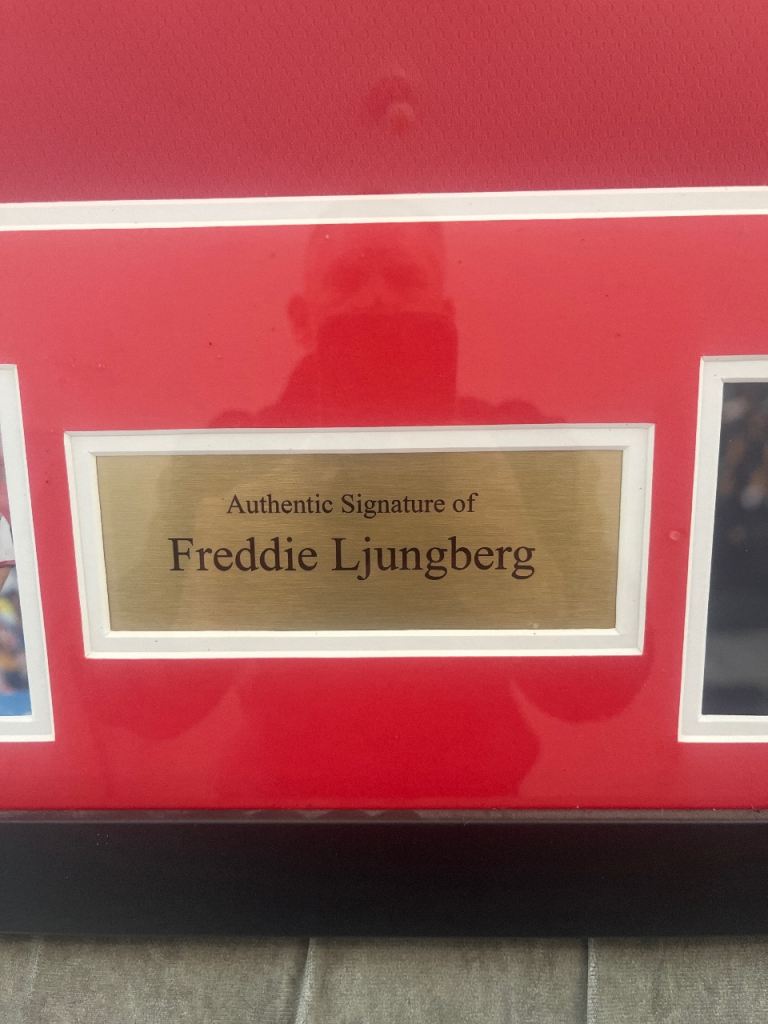 Authentic Signature of
Freddie Ljungberg